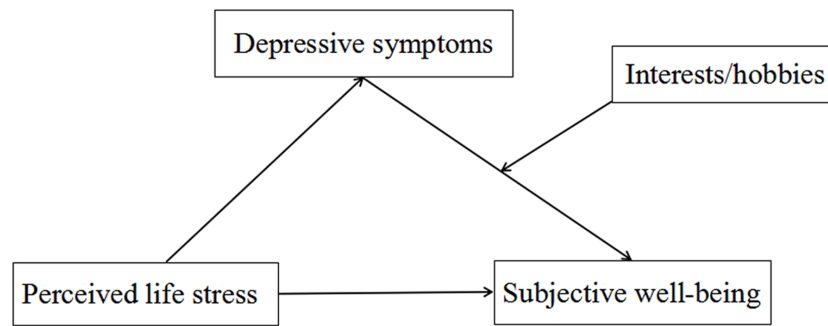 Depressive symptoms
Interests/hobbies
Perceived life stress
Subjective well-being